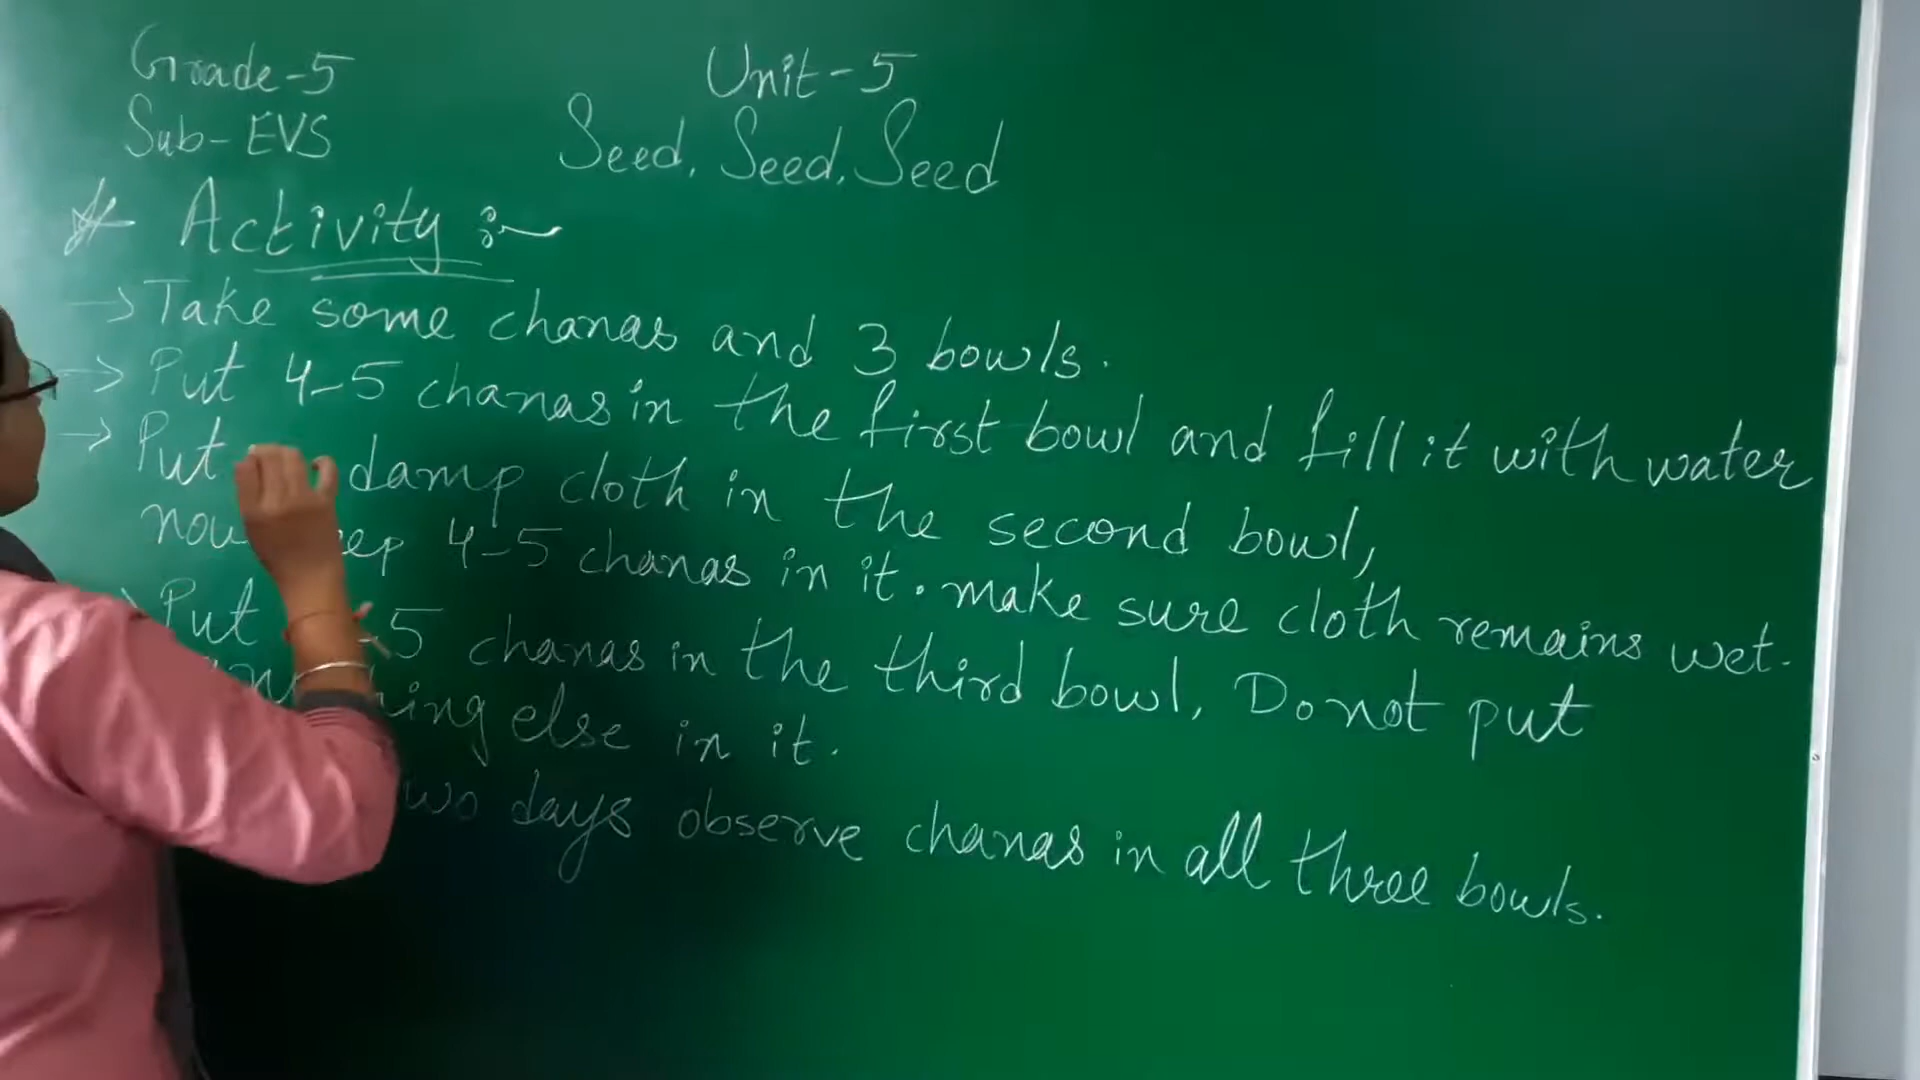 Grade-5
Unit-5
Sub-EVS
Seed, Seed, Seed
* Activity :-
→ Take some chanas and 3 bowls.
→ Put 4-5 chanas in the first bowl and fill it with water
→ Put damp cloth in the second bowl,
4-5 chanas in it. make sure cloth remains wet.
Put 5 chanas in the third bowl, Do not put
else in it.
days observe chanas in all three bowls.